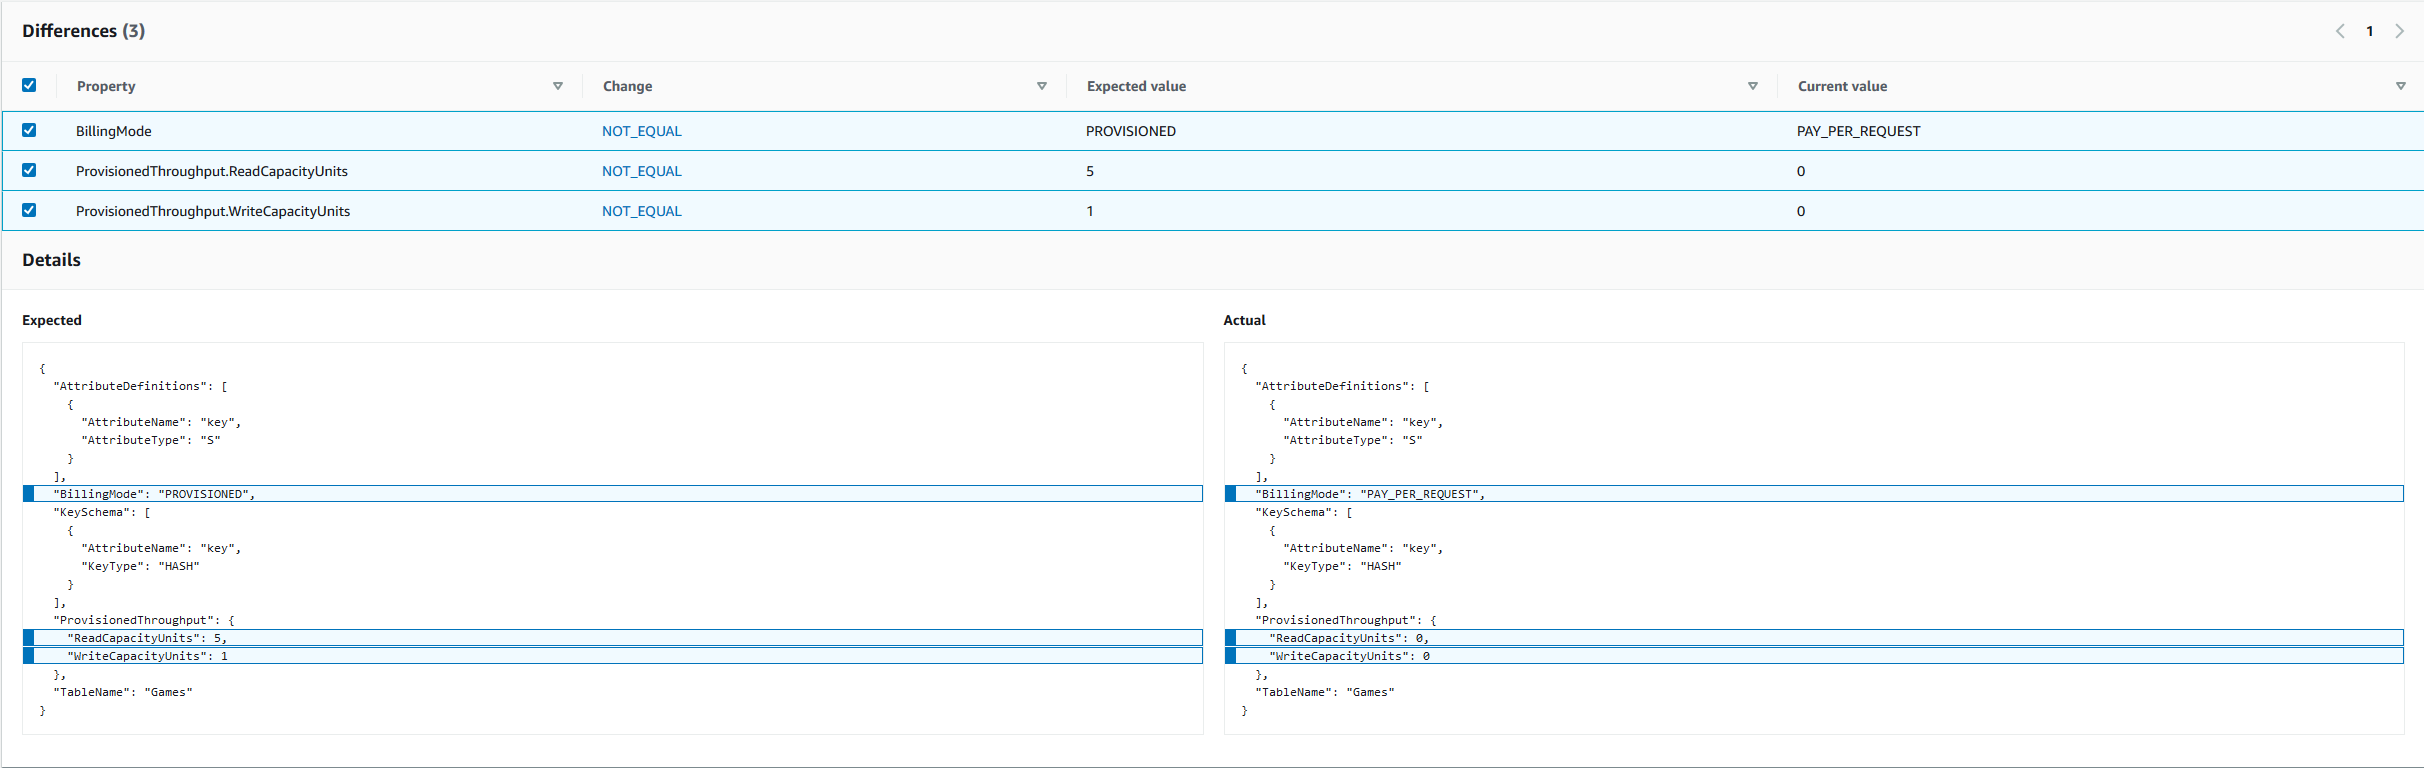 Differences (3)
1
Property Change Expected value Current value
BillingMode NOT_EQUAL PROVISIONED PAY_PER_REQUEST
ProvisionedThroughput.ReadCapacityUnits NOT_EQUAL 5 0
ProvisionedThroughput.WriteCapacityUnits NOT_EQUAL 1 0
Details
Expected
{
"AttributeDefinitions": [
{
"AttributeName": "key",
"AttributeType": "S"
}
],
"BillingMode": "PROVISIONED",
"KeySchema": [
{
"AttributeName": "key",
"KeyType": "HASH"
}
],
"ProvisionedThroughput": {
"ReadCapacityUnits": 5,
"WriteCapacityUnits": 1
},
"TableName": "Games"
}
Actual
{
"AttributeDefinitions": [
{
"AttributeName": "key",
"AttributeType": "S"
}
],
"BillingMode": "PAY_PER_REQUEST",
"KeySchema": [
{
"AttributeName": "key",
"KeyType": "HASH"
}
],
"ProvisionedThroughput": {
"ReadCapacityUnits": 0,
"WriteCapacityUnits": 0
},
"TableName": "Games"
}